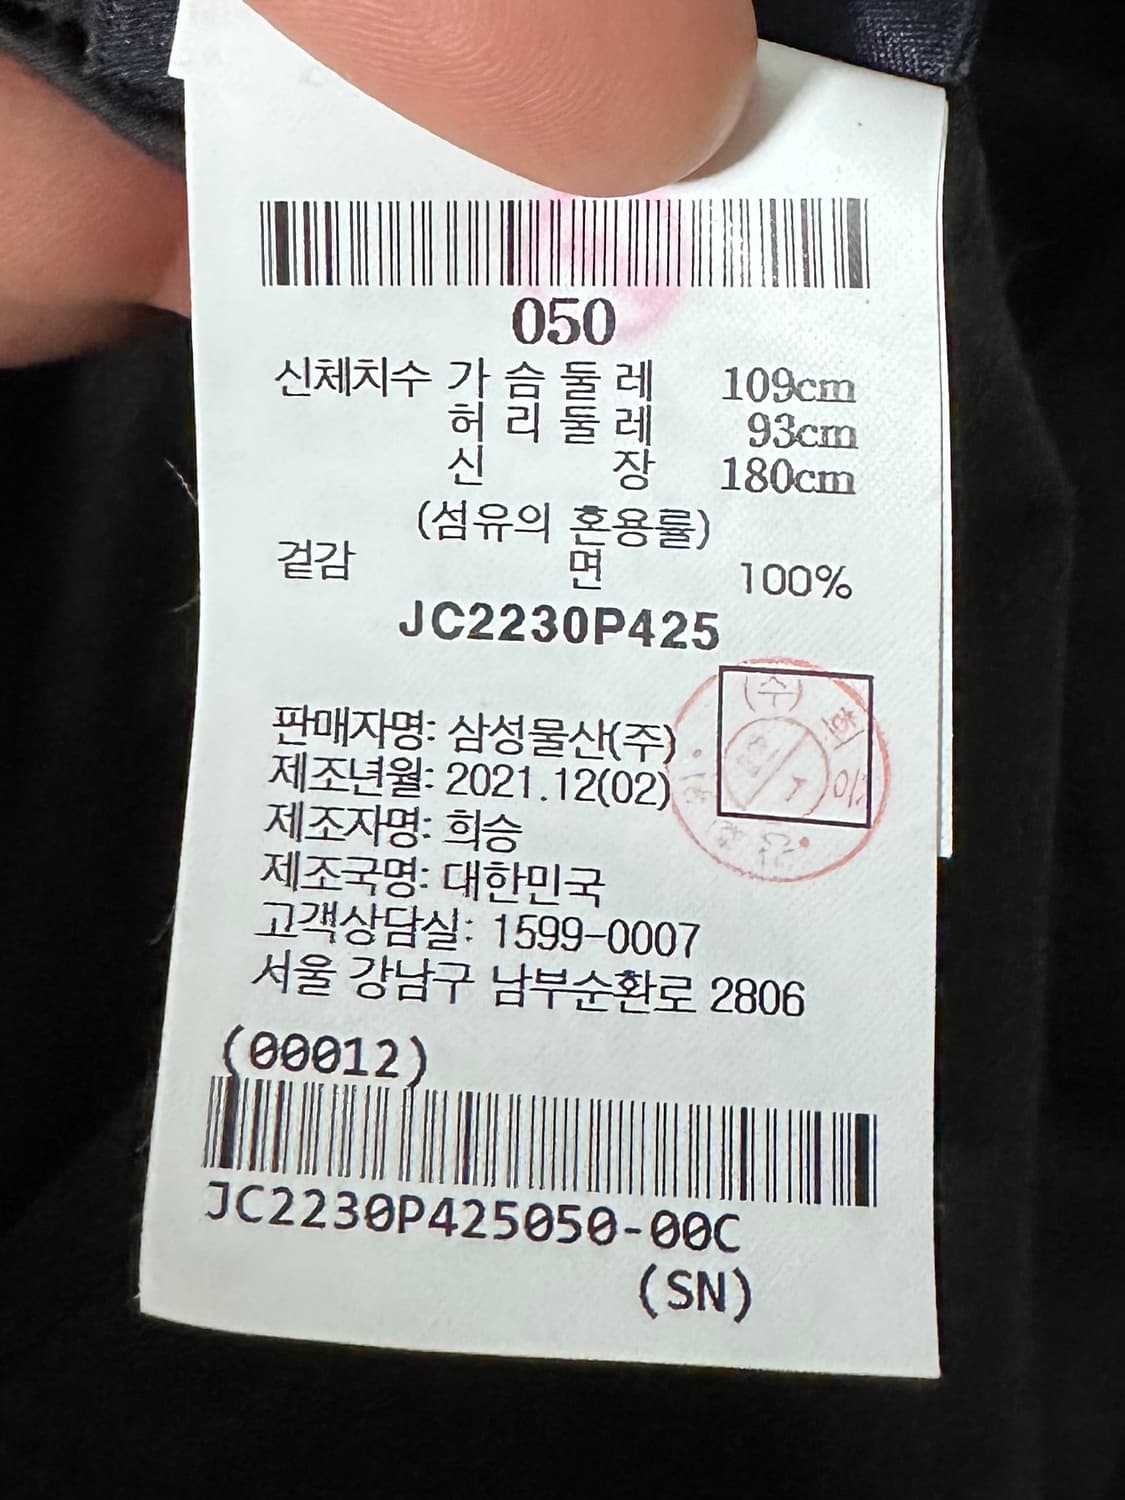 050
신체치수 가 슴 둘 레 109cm
허 리 둘 레 93cm
신 장 180cm
(섬유의 혼용률)
겉감 면 100%
JC2230P425
(수)
판매자명: 삼성물산(주)
제조년월: 2021.12(02)
제조자명: 희승
제조국명: 대한민국
고객상담실: 1599-0007
서울 강남구 남부순환로 2806
(00012)
JC2230P425050-00C
(SN)